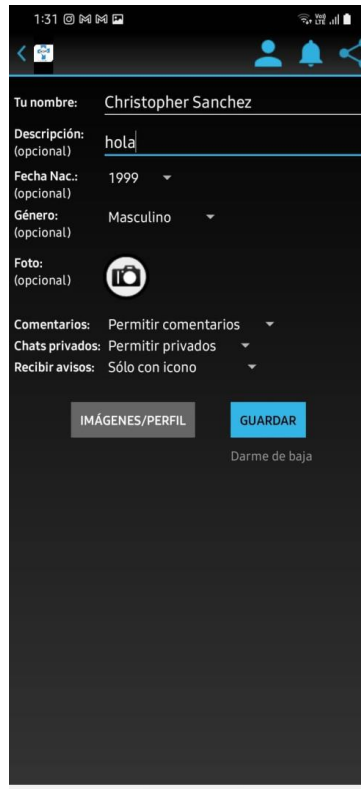 1:31
Tu nombre: Christopher Sanchez
Descripción:
(opcional) hola
Fecha Nac.: 1999
(opcional)
Género: Masculino
(opcional)
Foto:
(opcional)
Comentarios: Permitir comentarios
Chats privados: Permitir privados
Recibir avisos: Sólo con icono
IMÁGENES/PERFIL GUARDAR
Darme de baja